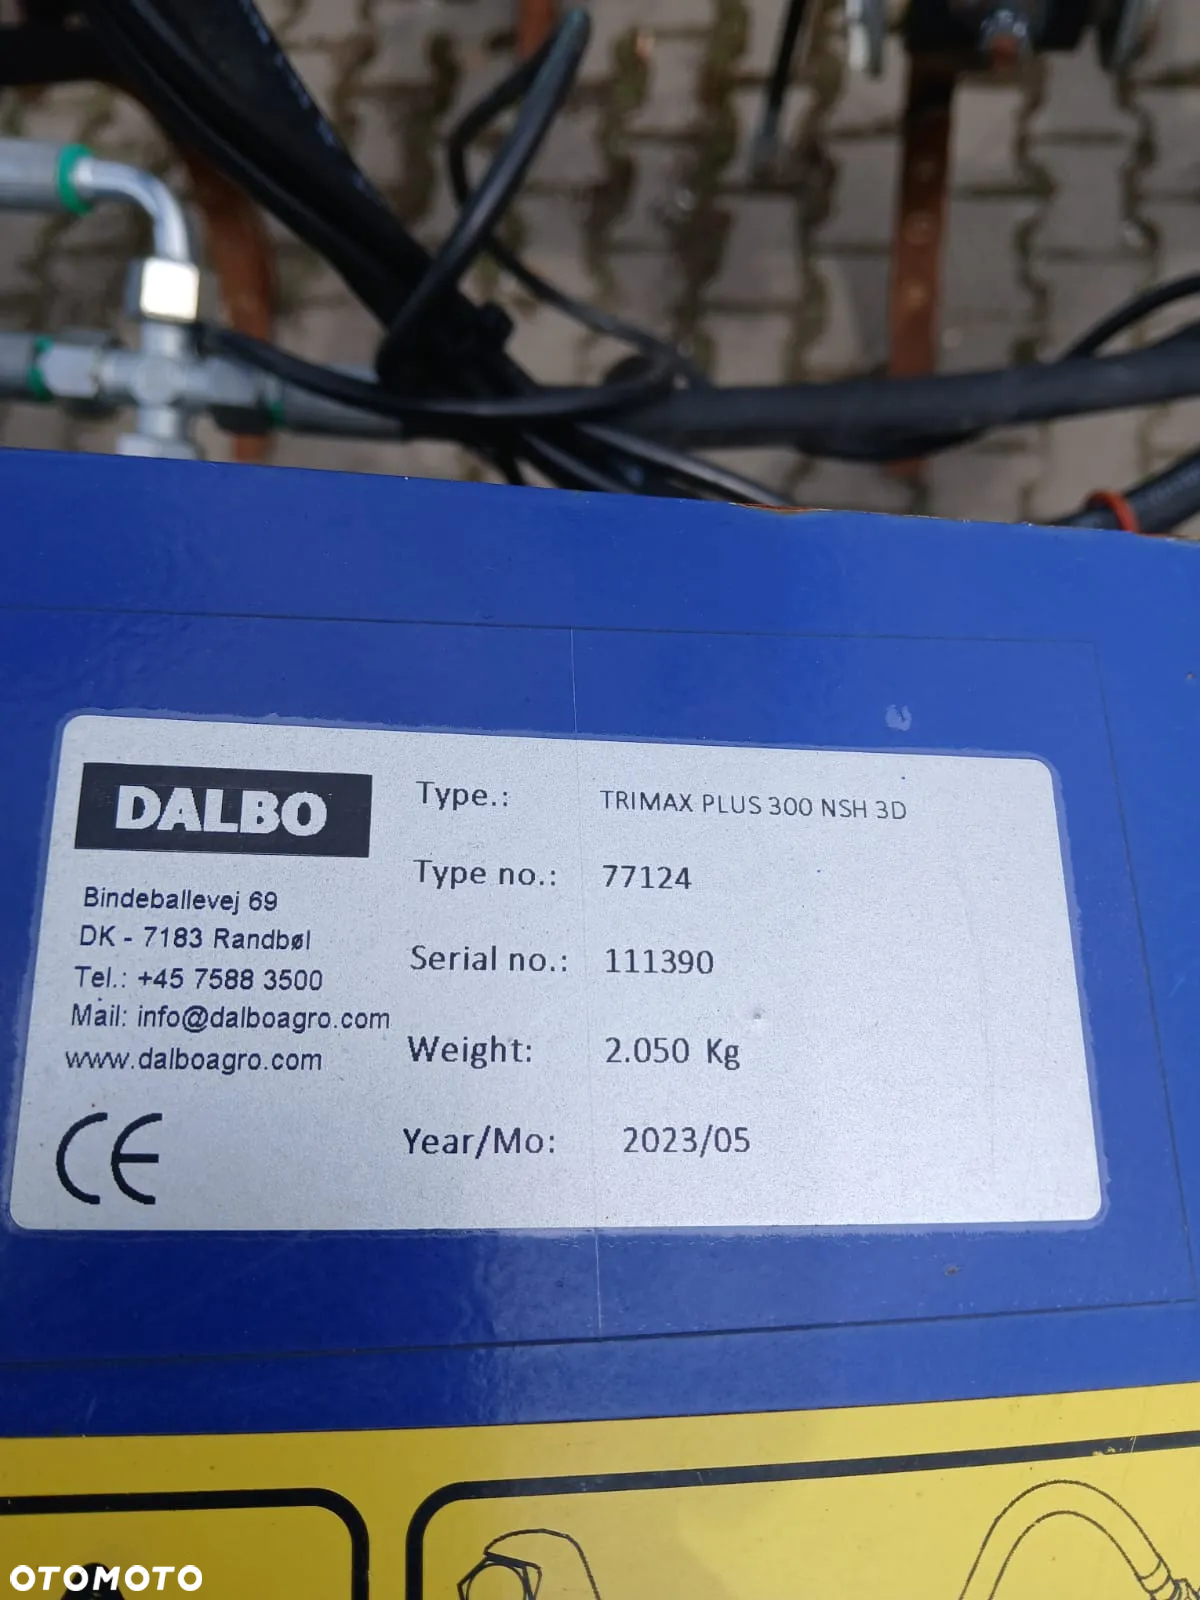 DALBO
Bindeballevej 69
DK - 7183 Randbøl
Tel.: +45 7588 3500
Mail: info@dalboagro.com
www.dalboagro.com
CE
Type.: TRIMAX PLUS 300 NSH 3D
Type no.: 77124
Serial no.: 111390
Weight: 2.050 Kg
Year/Mo: 2023/05
OTOMOTO